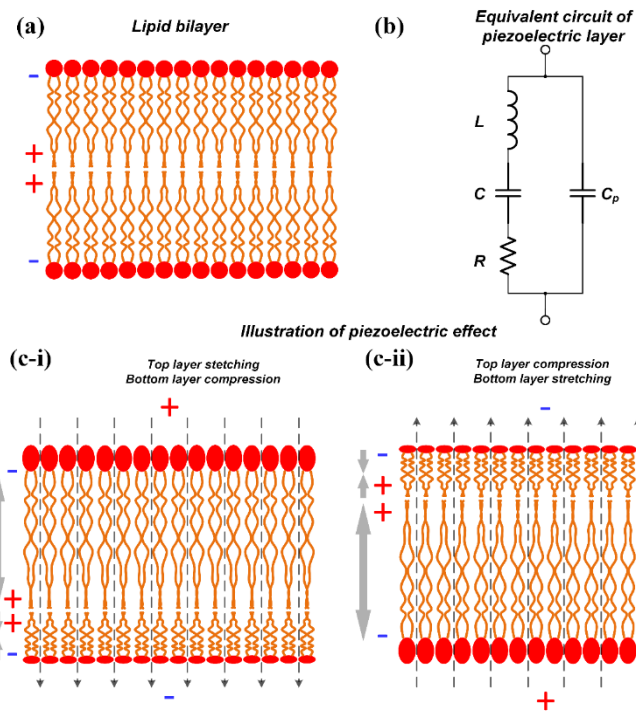 (a)
Lipid bilayer
-
+
+
-
(b)
Equivalent circuit of
piezoelectric layer
L
C
Cp
R
Illustration of piezoelectric effect
(c-i)
Top layer stetching
Bottom layer compression
+
-
+
+
-
-
(c-ii)
Top layer compression
Bottom layer stretching
-
-
+
+
-
+